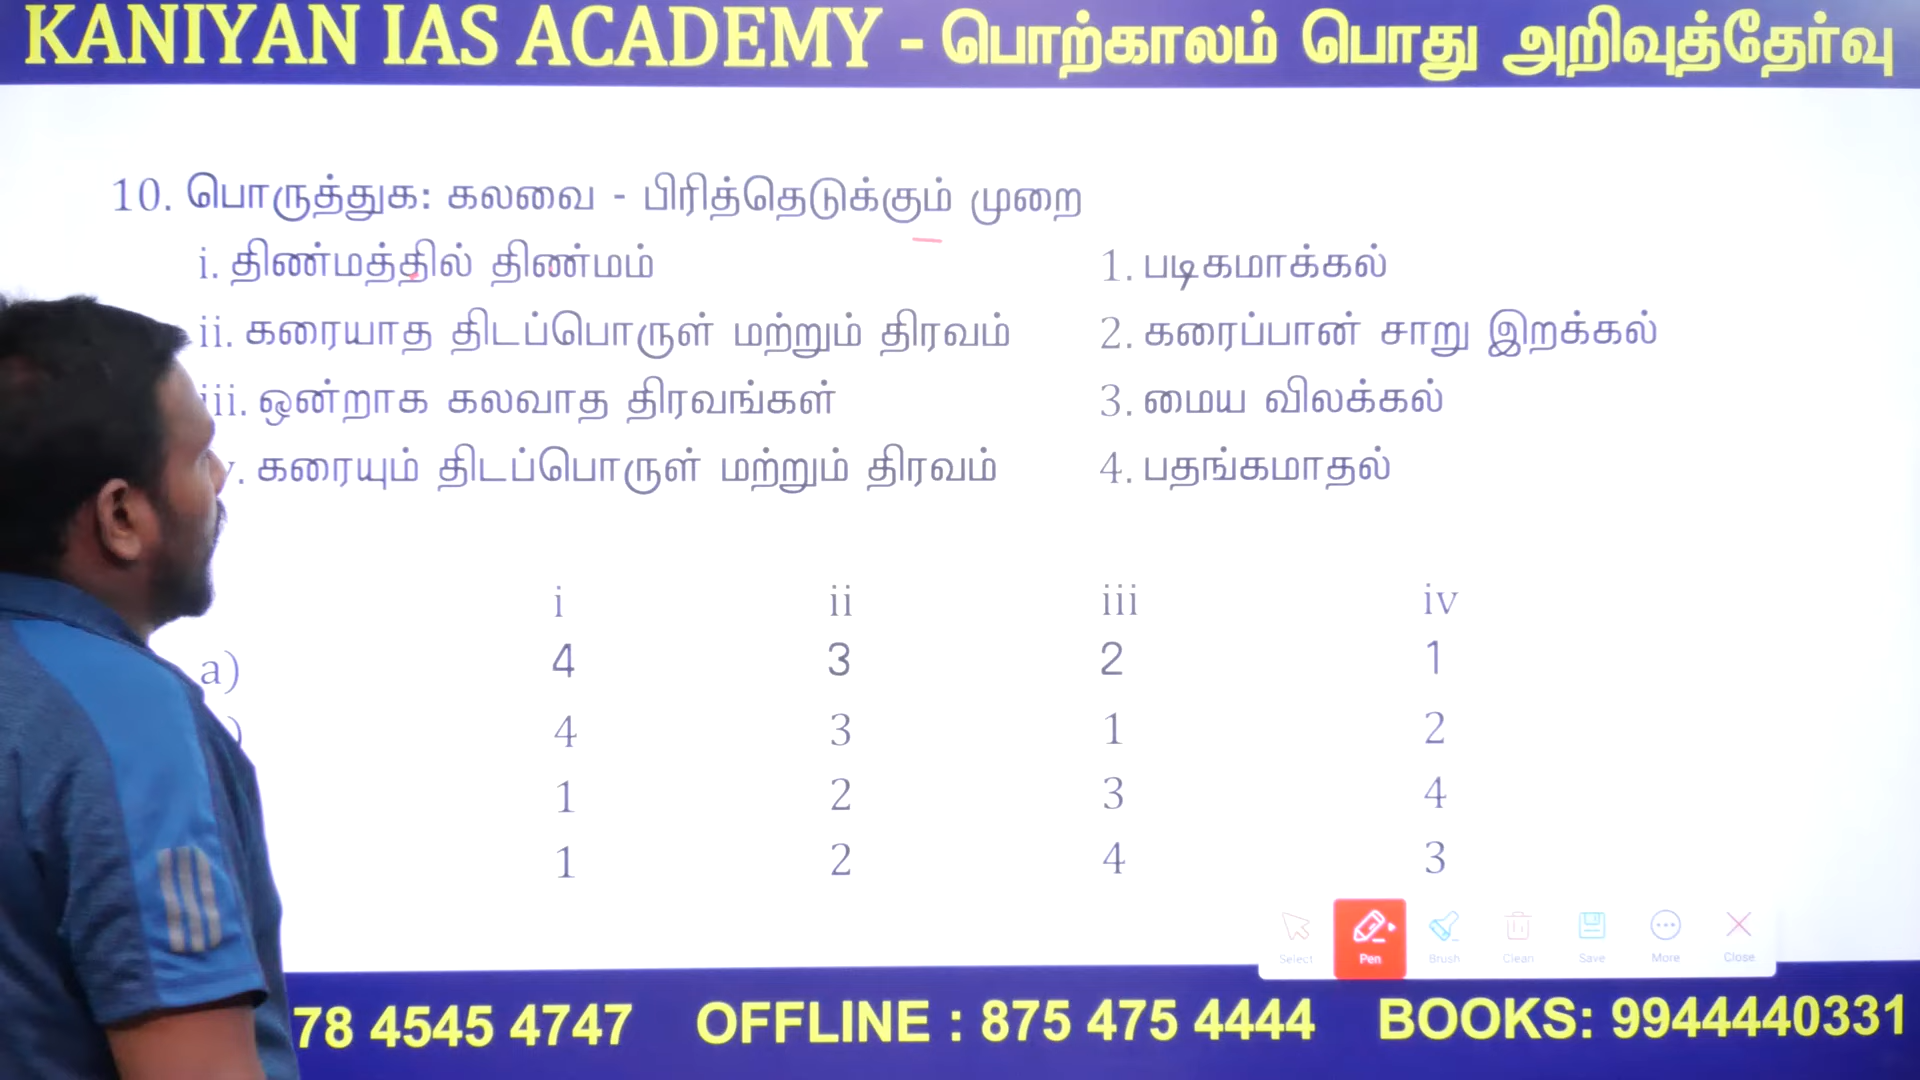 KANIYAN IAS ACADEMY - பொற்காலம் பொது அறிவுத்தேர்வு
10. பொருத்துக: கலவை - பிரித்தெடுக்கும் முறை
i. திண்மத்தில் திண்மம் 1. படிகமாக்கல்
ii. கரையாத திடப்பொருள் மற்றும் திரவம் 2. கரைப்பான் சாறு இறக்கல்
iii. ஒன்றாக கலவாத திரவங்கள் 3. மைய விலக்கல்
. கரையும் திடப்பொருள் மற்றும் திரவம் 4. பதங்கமாதல்
i ii iii iv
a) 4 3 2 1
) 4 3 1 2
1 2 3 4
1 2 4 3
Select Pen Brush Clean Save More Close
78 4545 4747 OFFLINE : 875 475 4444 BOOKS: 9944440331